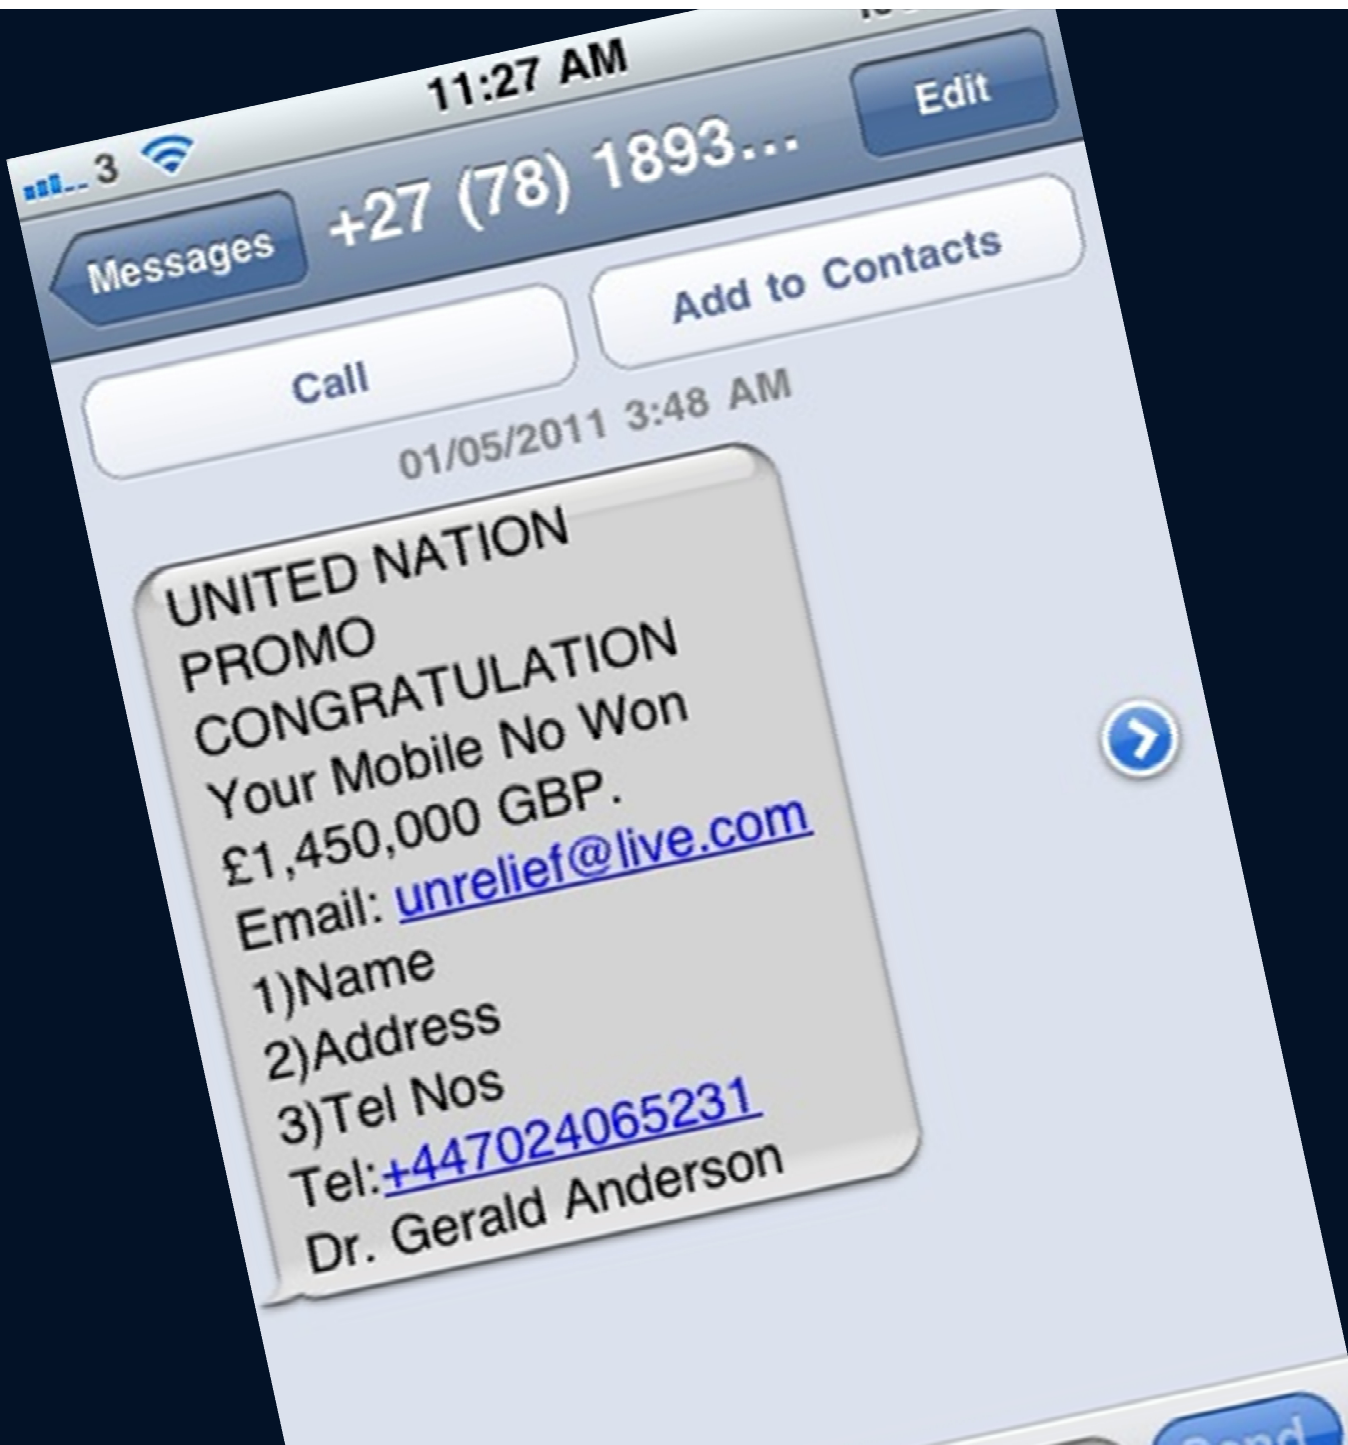 11:27 AM
3
Messages
+27 (78) 1893...
Edit
Call
Add to Contacts
01/05/2011 3:48 AM
UNITED NATION
PROMO
CONGRATULATION
Your Mobile No Won
£1,450,000 GBP.
Email: unrelief@live.com
1)Name
2)Address
3)Tel Nos
Tel:+447024065231
Dr. Gerald Anderson
Send